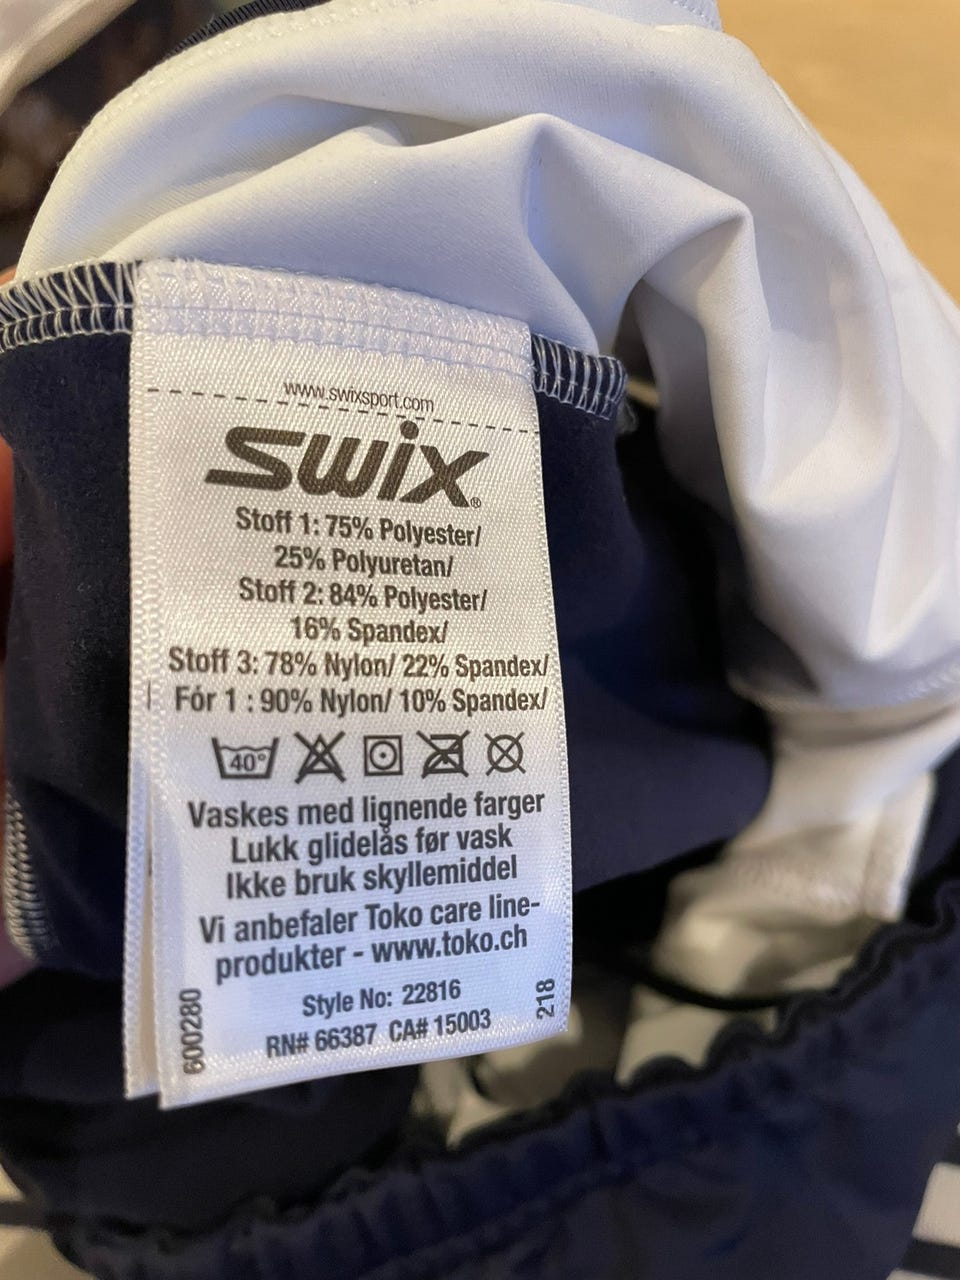 www.swixsport.com
SWIX®
Stoff 1: 75% Polyester/
25% Polyuretan/
Stoff 2: 84% Polyester/
16% Spandex/
Stoff 3: 78% Nylon/ 22% Spandex/
Fór 1 : 90% Nylon/ 10% Spandex/
40°
Vaskes med lignende farger
Lukk glidelås før vask
Ikke bruk skyllemiddel
Vi anbefaler Toko care line-
produkter - www.toko.ch
Style No: 22816
RN# 66387 CA# 15003
600280
218